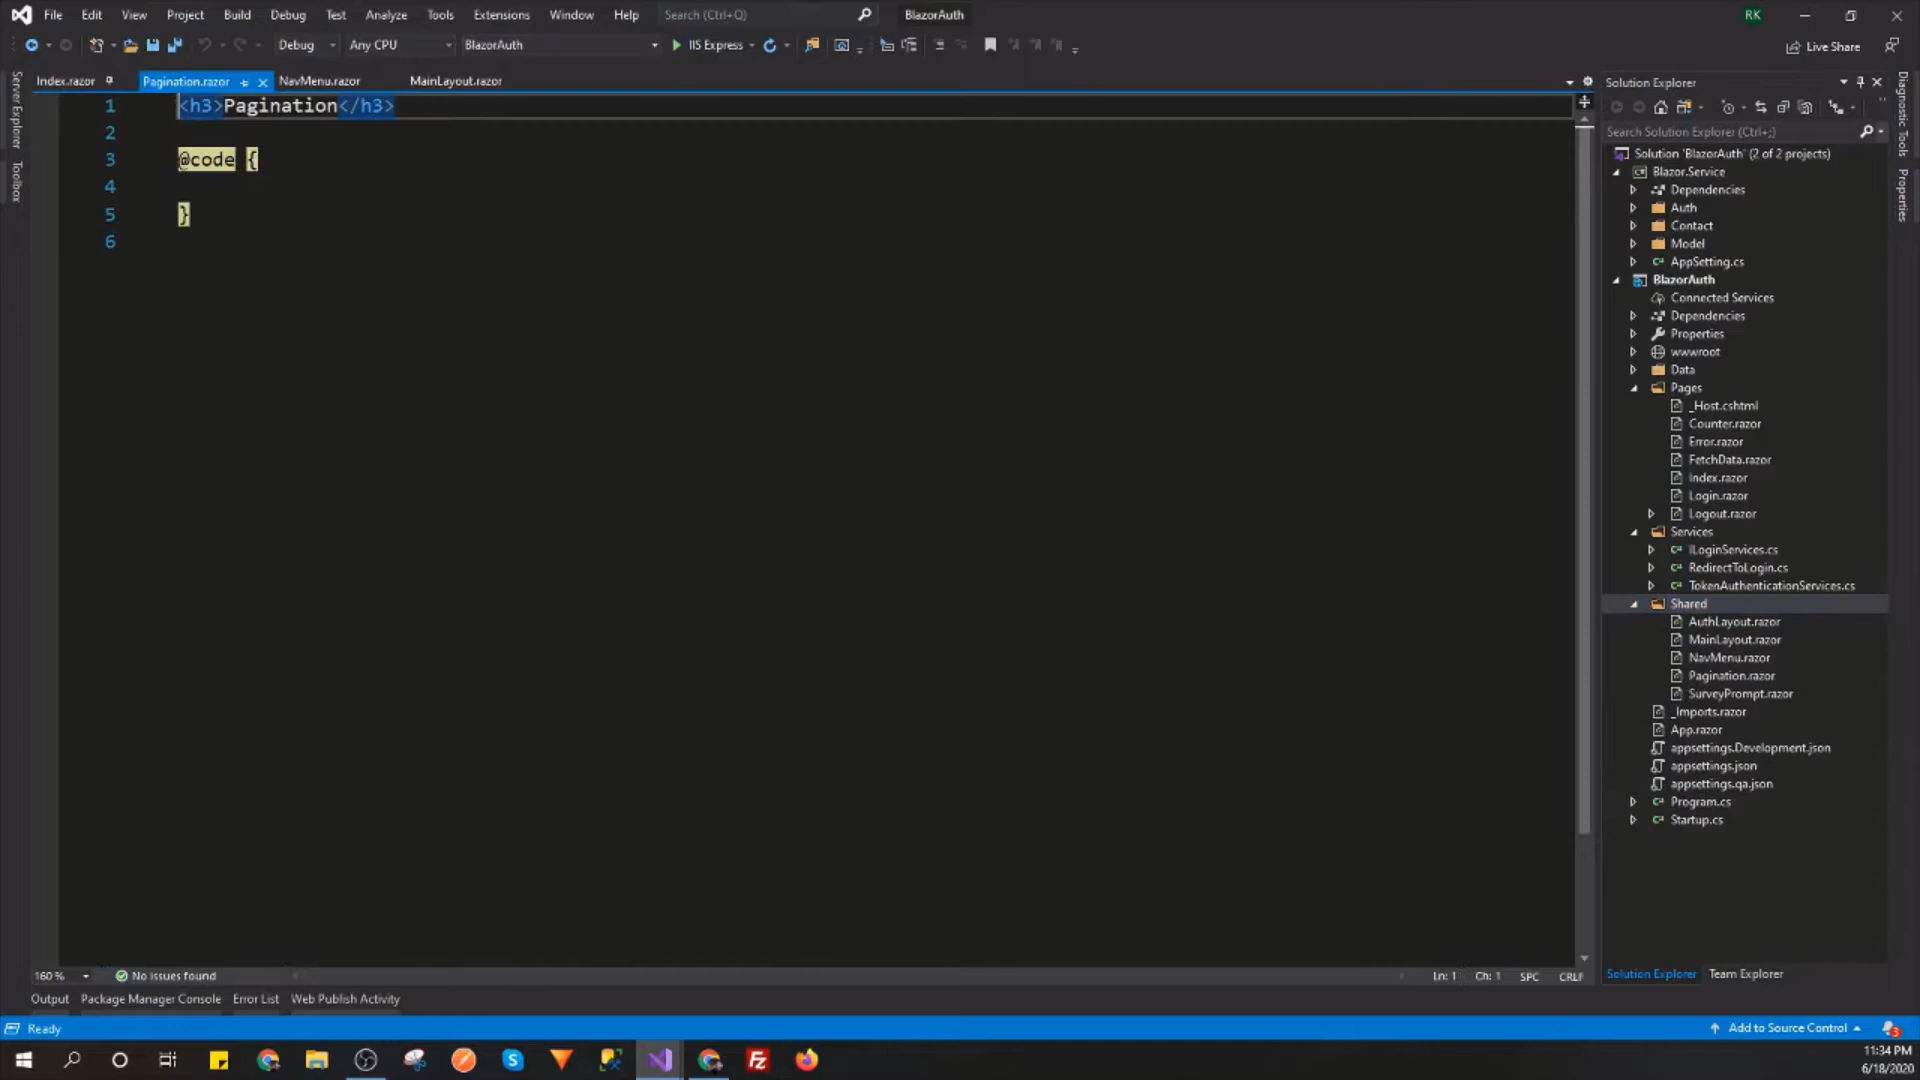 File Edit View Project Build Debug Test Analyze Tools Extensions Window Help Search (Ctrl+Q) BlazorAuth RK
Debug Any CPU BlazorAuth IIS Express Live Share
Index.razor Pagination.razor NavMenu.razor MainLayout.razor
Server Explorer
Toolbox
1 <h3>Pagination</h3>
2
3 @code {
4
5 }
6
Solution Explorer
Search Solution Explorer (Ctrl+;)
Solution 'BlazorAuth' (2 of 2 projects)
Blazor.Service
Dependencies
Auth
Contact
Model
AppSetting.cs
BlazorAuth
Connected Services
Dependencies
Properties
wwwroot
Data
Pages
_Host.cshtml
Counter.razor
Error.razor
FetchData.razor
Index.razor
Login.razor
Logout.razor
Services
ILoginServices.cs
RedirectToLogin.cs
TokenAuthenticationServices.cs
Shared
AuthLayout.razor
MainLayout.razor
NavMenu.razor
Pagination.razor
SurveyPrompt.razor
_Imports.razor
App.razor
appsettings.Development.json
appsettings.json
appsettings.qa.json
Program.cs
Startup.cs
Diagnostic Tools
Properties
160 % No issues found Ln: 1 Ch: 1 SPC CRLF
Solution Explorer Team Explorer
Output Package Manager Console Error List Web Publish Activity
Ready Add to Source Control 3
11:34 PM
6/18/2020